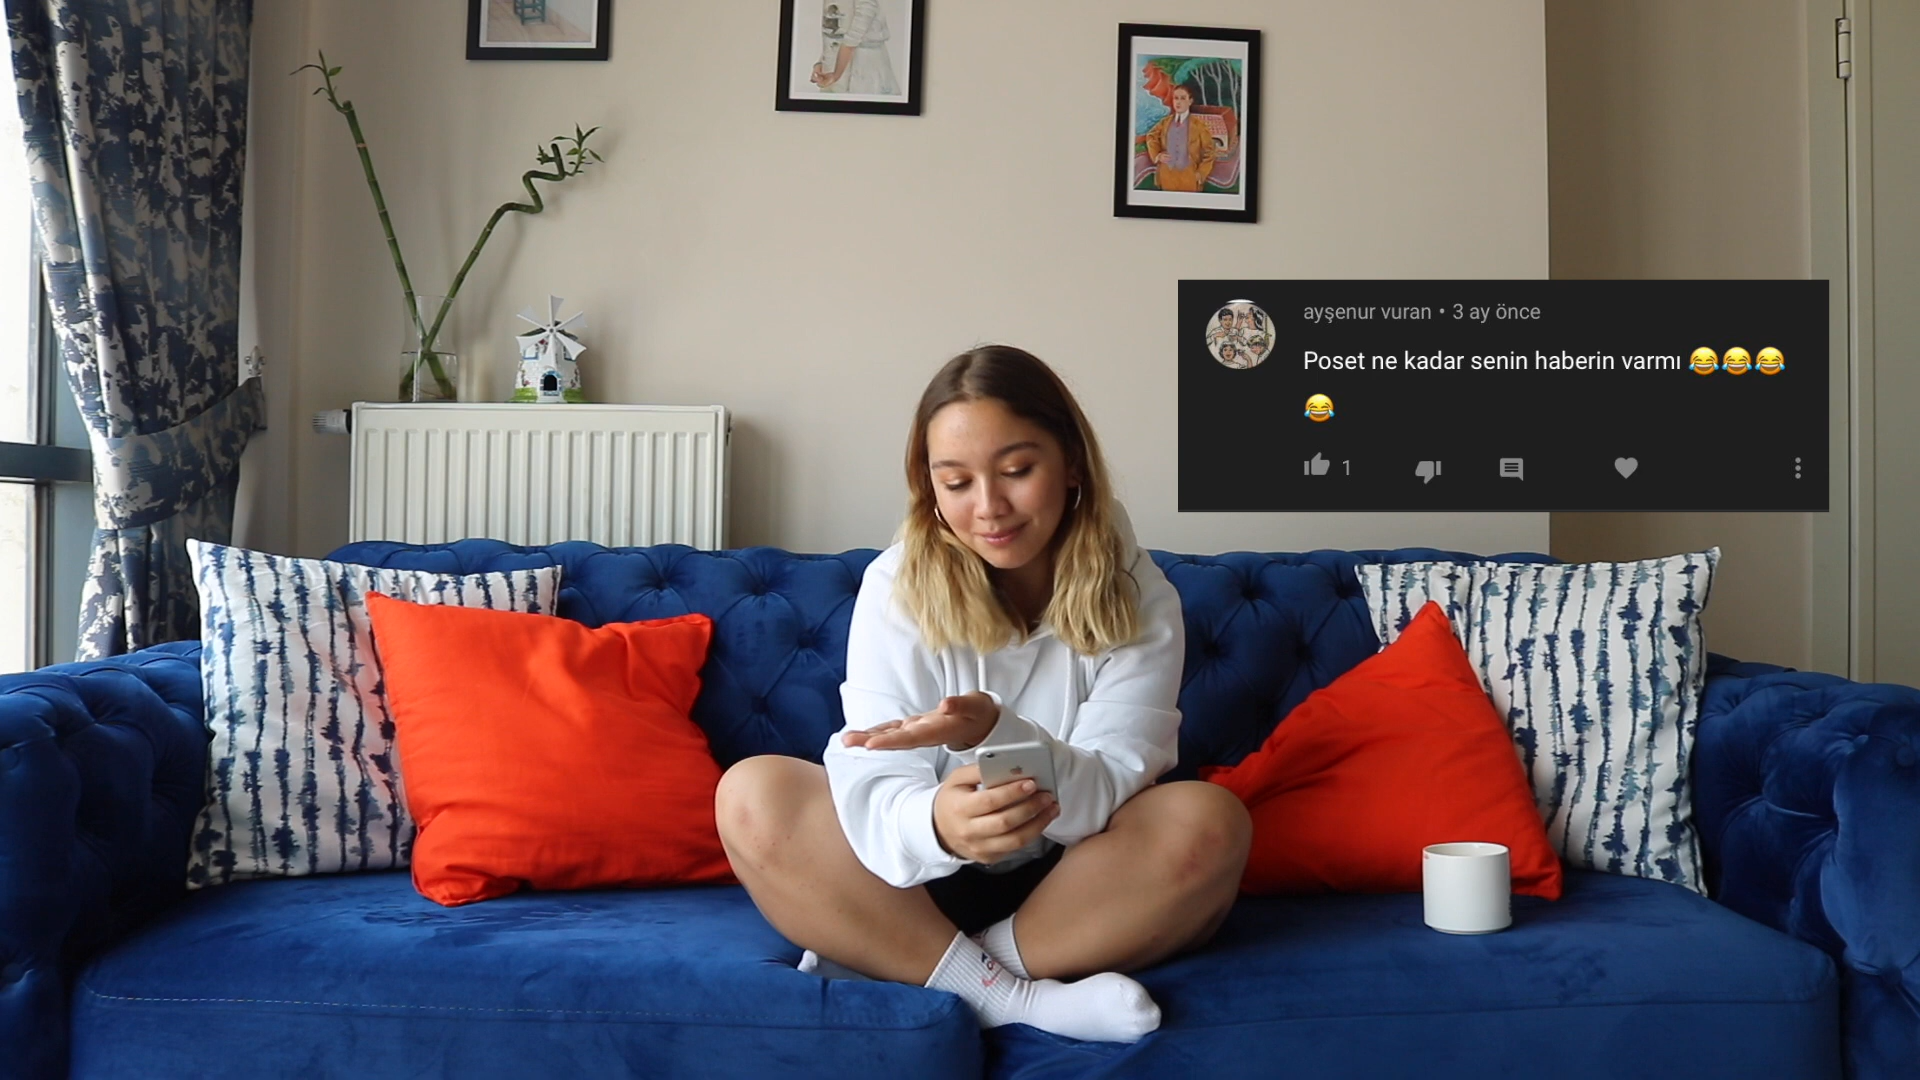 ayşenur vuran • 3 ay önce
Poset ne kadar senin haberin varmı 😂😂😂
😂
1